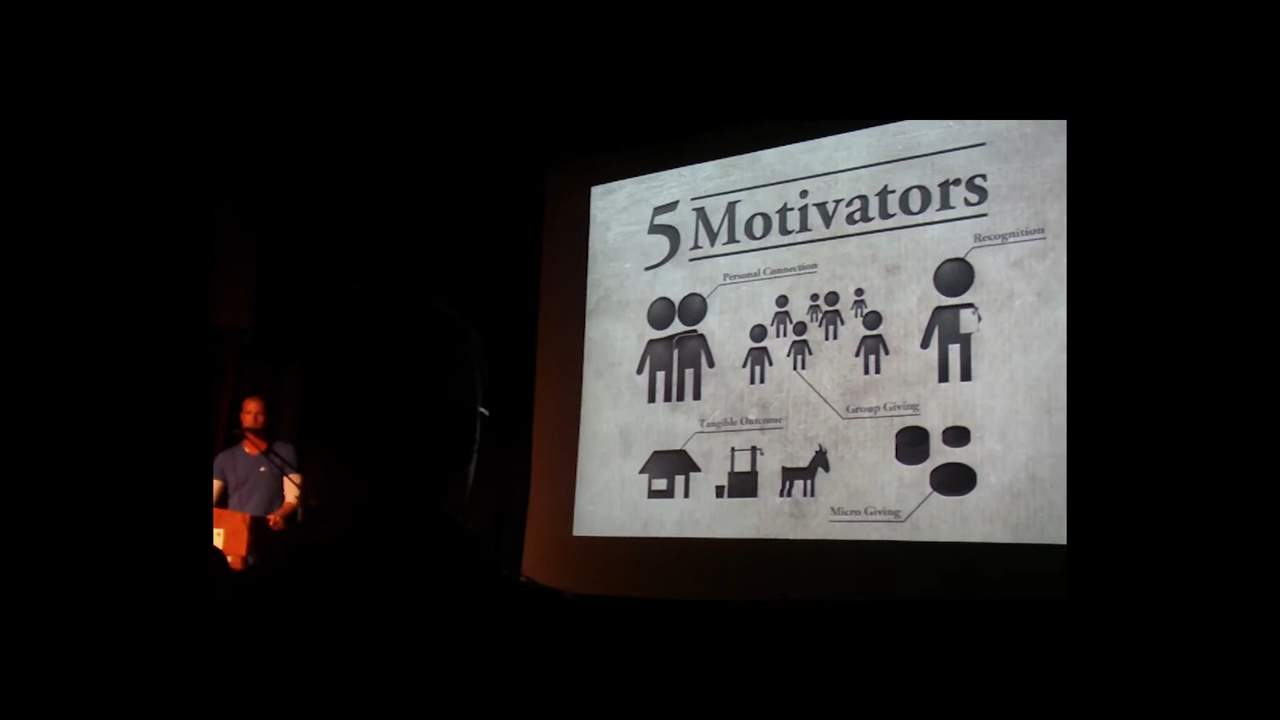 5 Motivators
Recognition
Personal Connection
Group Giving
Tangible Outcome
Micro Giving